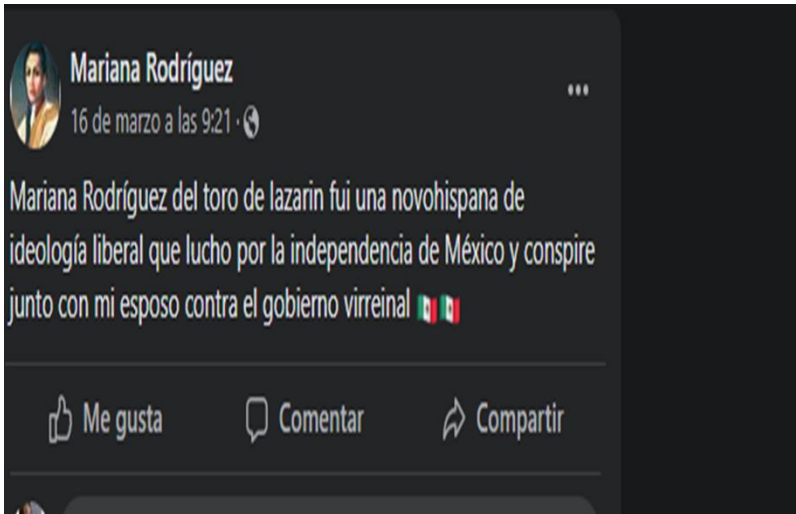 Mariana Rodríguez
16 de marzo a las 9:21 ·
Mariana Rodríguez del toro de lazarin fui una novohispana de
ideología liberal que lucho por la independencia de México y conspire
junto con mi esposo contra el gobierno virreinal 🇲🇽🇲🇽
Me gusta Comentar Compartir